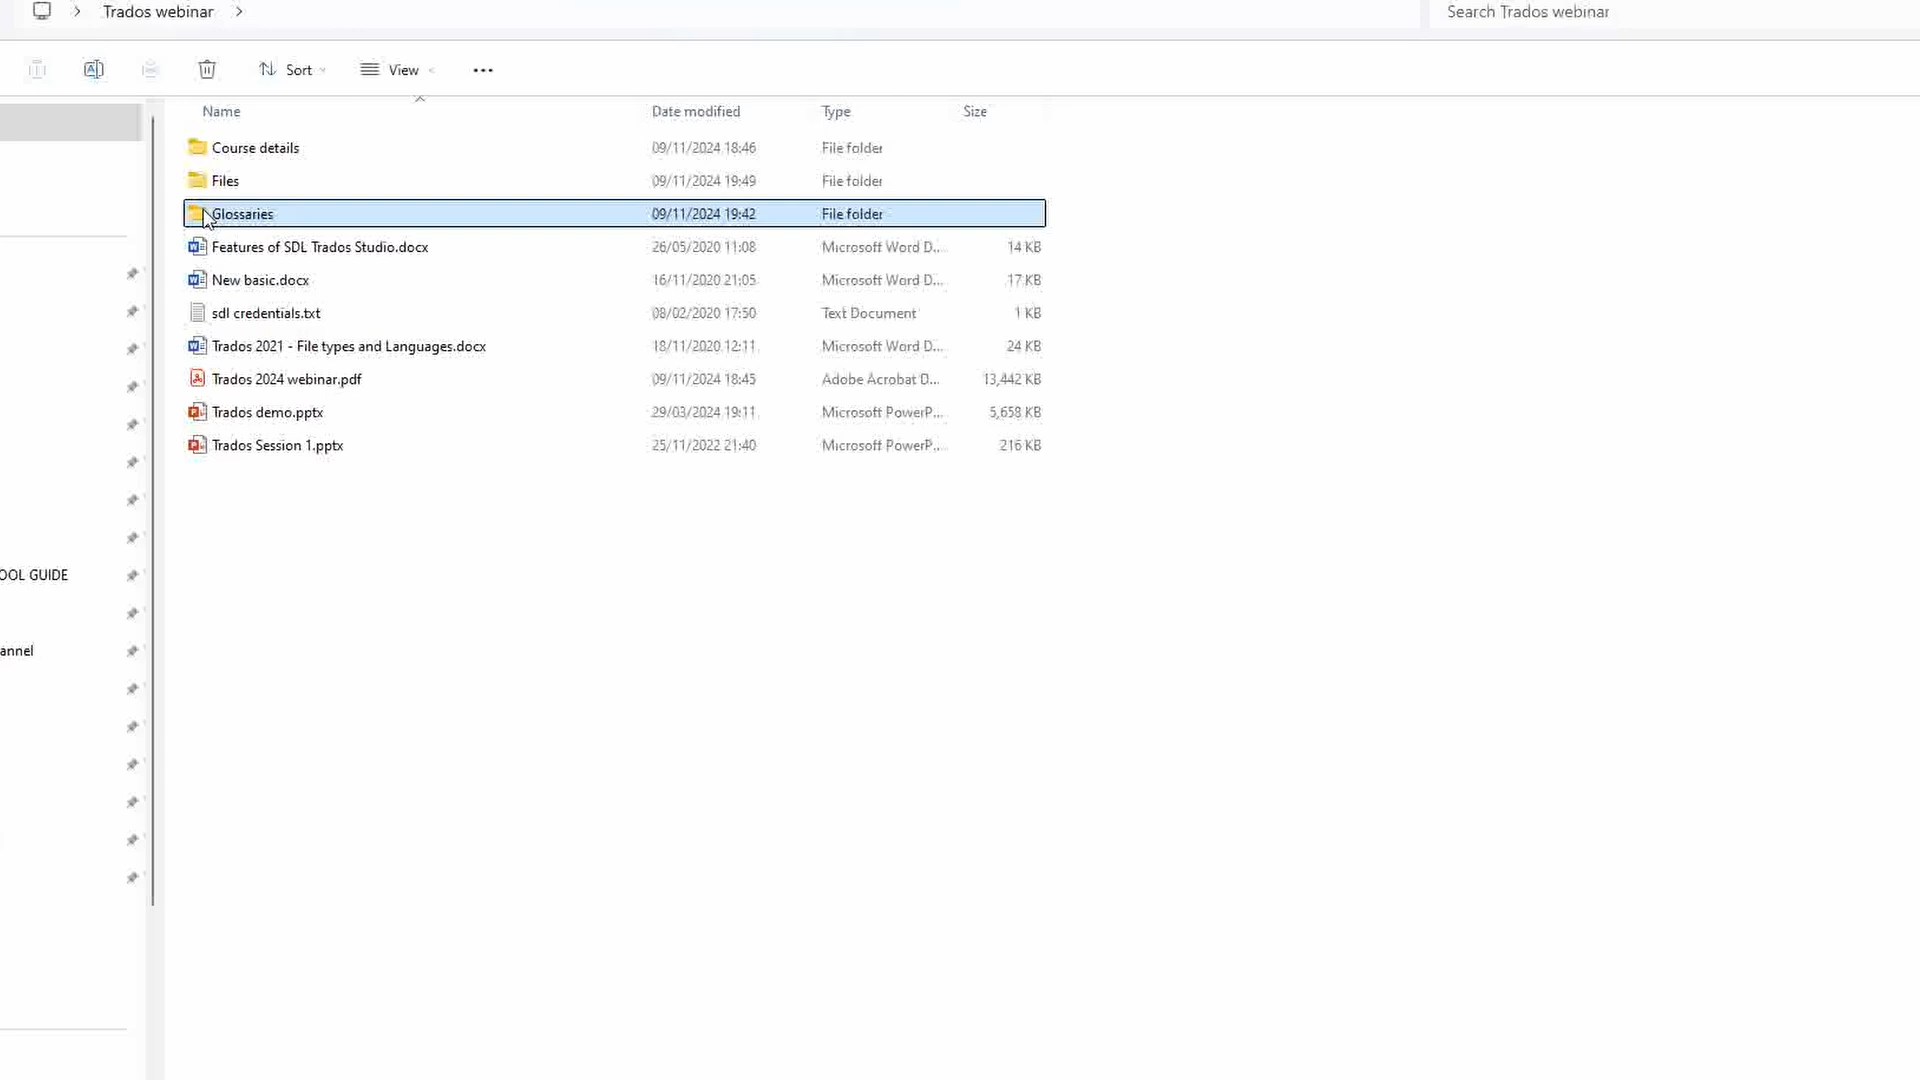 Trados webinar
Search Trados webinar
Sort
View
Name Date modified Type Size
Course details 09/11/2024 18:46 File folder
Files 09/11/2024 19:49 File folder
Glossaries 09/11/2024 19:42 File folder
Features of SDL Trados Studio.docx 26/05/2020 11:08 Microsoft Word D... 14 KB
New basic.docx 16/11/2020 21:05 Microsoft Word D... 17 KB
sdl credentials.txt 08/02/2020 17:50 Text Document 1 KB
Trados 2021 - File types and Languages.docx 18/11/2020 12:11 Microsoft Word D... 24 KB
Trados 2024 webinar.pdf 09/11/2024 18:45 Adobe Acrobat D... 13,442 KB
Trados demo.pptx 29/03/2024 19:11 Microsoft PowerP... 5,658 KB
Trados Session 1.pptx 25/11/2022 21:40 Microsoft PowerP... 216 KB
OOL GUIDE
annel